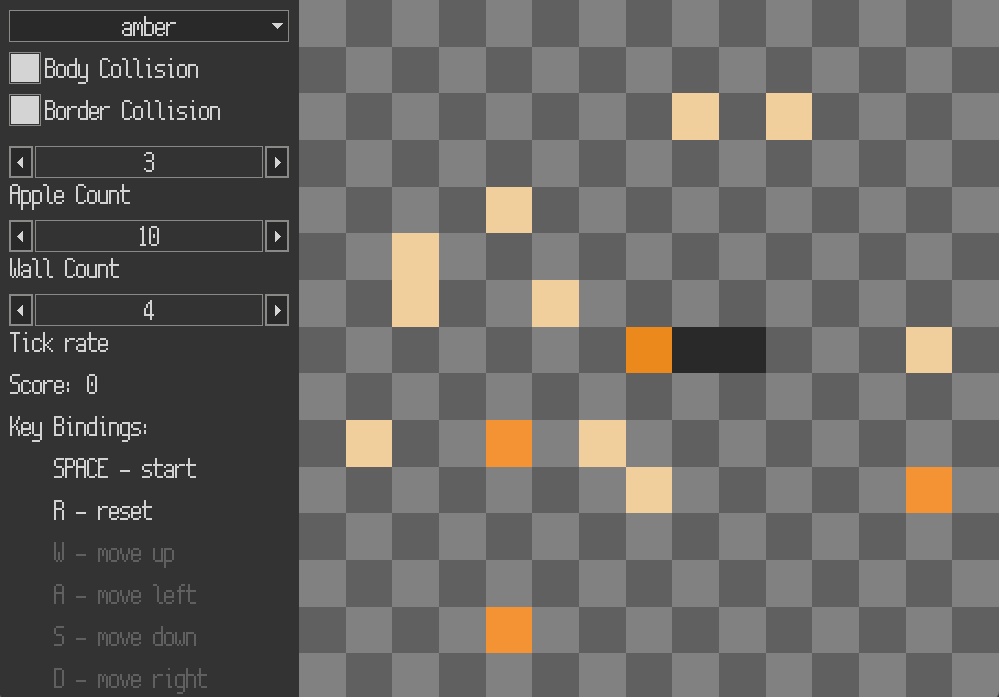 amber
Body Collision
Border Collision
3
Apple Count
10
Wall Count
4
Tick rate
Score: 0
Key Bindings:
SPACE - start
R - reset
W - move up
A - move left
S - move down
D - move right